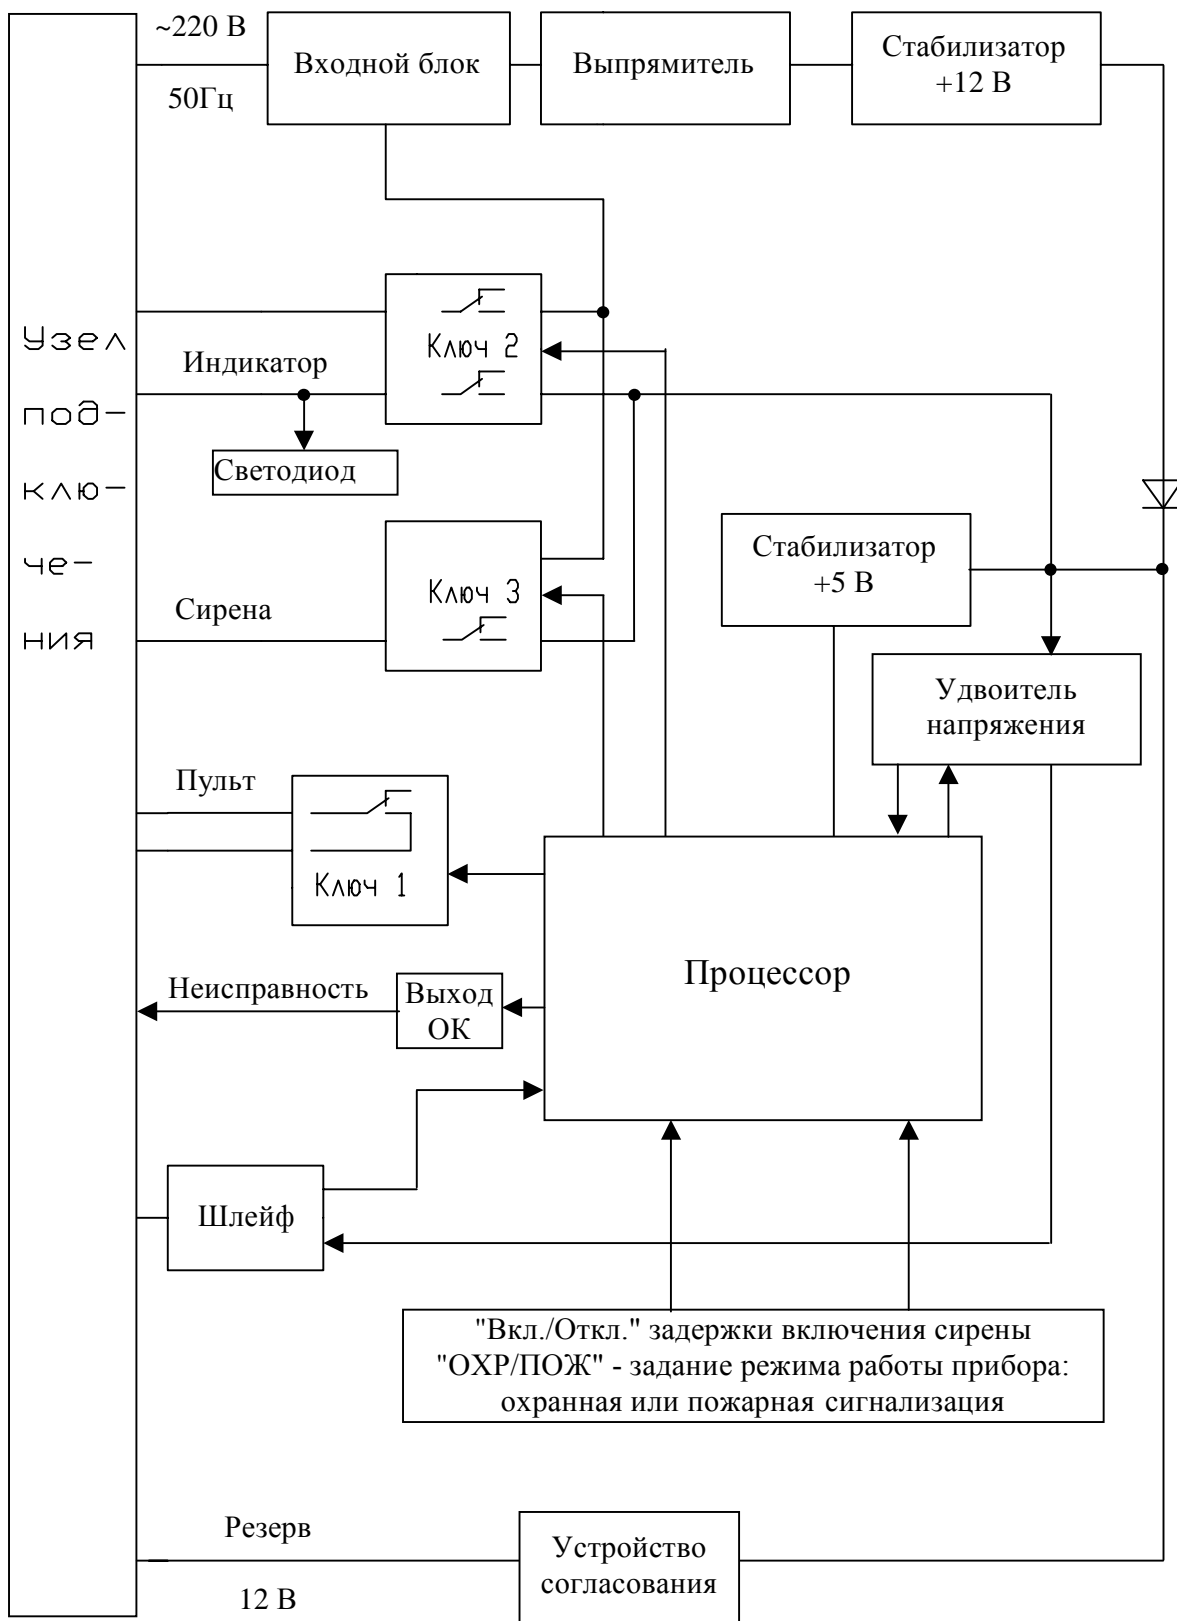 ~220 В
50Гц
Входной блок
Выпрямитель
Стабилизатор
+12 В
Узел
под-
клю-
че-
ния
Ключ 2
Индикатор
Светодиод
Стабилизатор
+5 В
Ключ 3
Сирена
Удвоитель
напряжения
Пульт
Ключ 1
Процессор
Неисправность
Выход
ОК
Шлейф
"Вкл./Откл." задержки включения сирены
"ОХР/ПОЖ" - задание режима работы прибора:
охранная или пожарная сигнализация
Резерв
12 В
Устройство
согласования